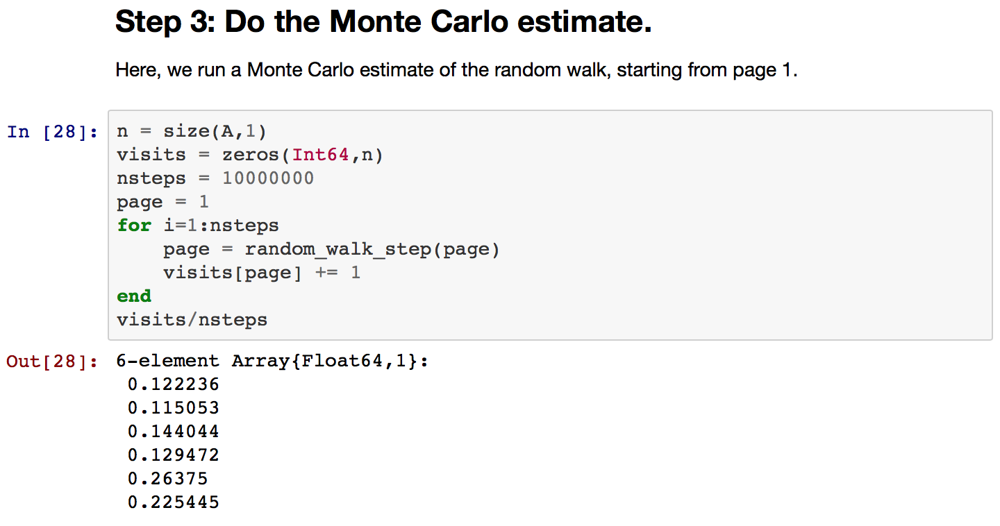 Step 3: Do the Monte Carlo estimate.
Here, we run a Monte Carlo estimate of the random walk, starting from page 1.
In [28]:
n = size(A,1)
visits = zeros(Int64,n)
nsteps = 10000000
page = 1
for i=1:nsteps
    page = random_walk_step(page)
    visits[page] += 1
end
visits/nsteps
Out[28]:
6-element Array{Float64,1}:
 0.122236
 0.115053
 0.144044
 0.129472
 0.26375
 0.225445